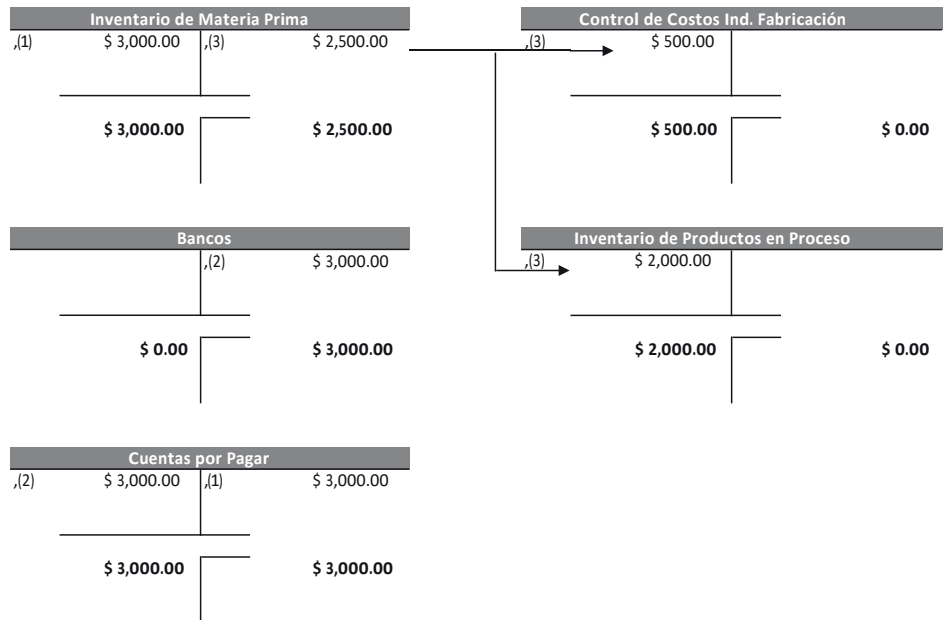 Inventario de Materia Prima
,(1) $ 3,000.00 ,(3) $ 2,500.00
$ 3,000.00 $ 2,500.00
Control de Costos Ind. Fabricación
,(3) $ 500.00
$ 500.00 $ 0.00
Bancos
,(2) $ 3,000.00
$ 0.00 $ 3,000.00
Inventario de Productos en Proceso
,(3) $ 2,000.00
$ 2,000.00 $ 0.00
Cuentas por Pagar
,(2) $ 3,000.00 ,(1) $ 3,000.00
$ 3,000.00 $ 3,000.00